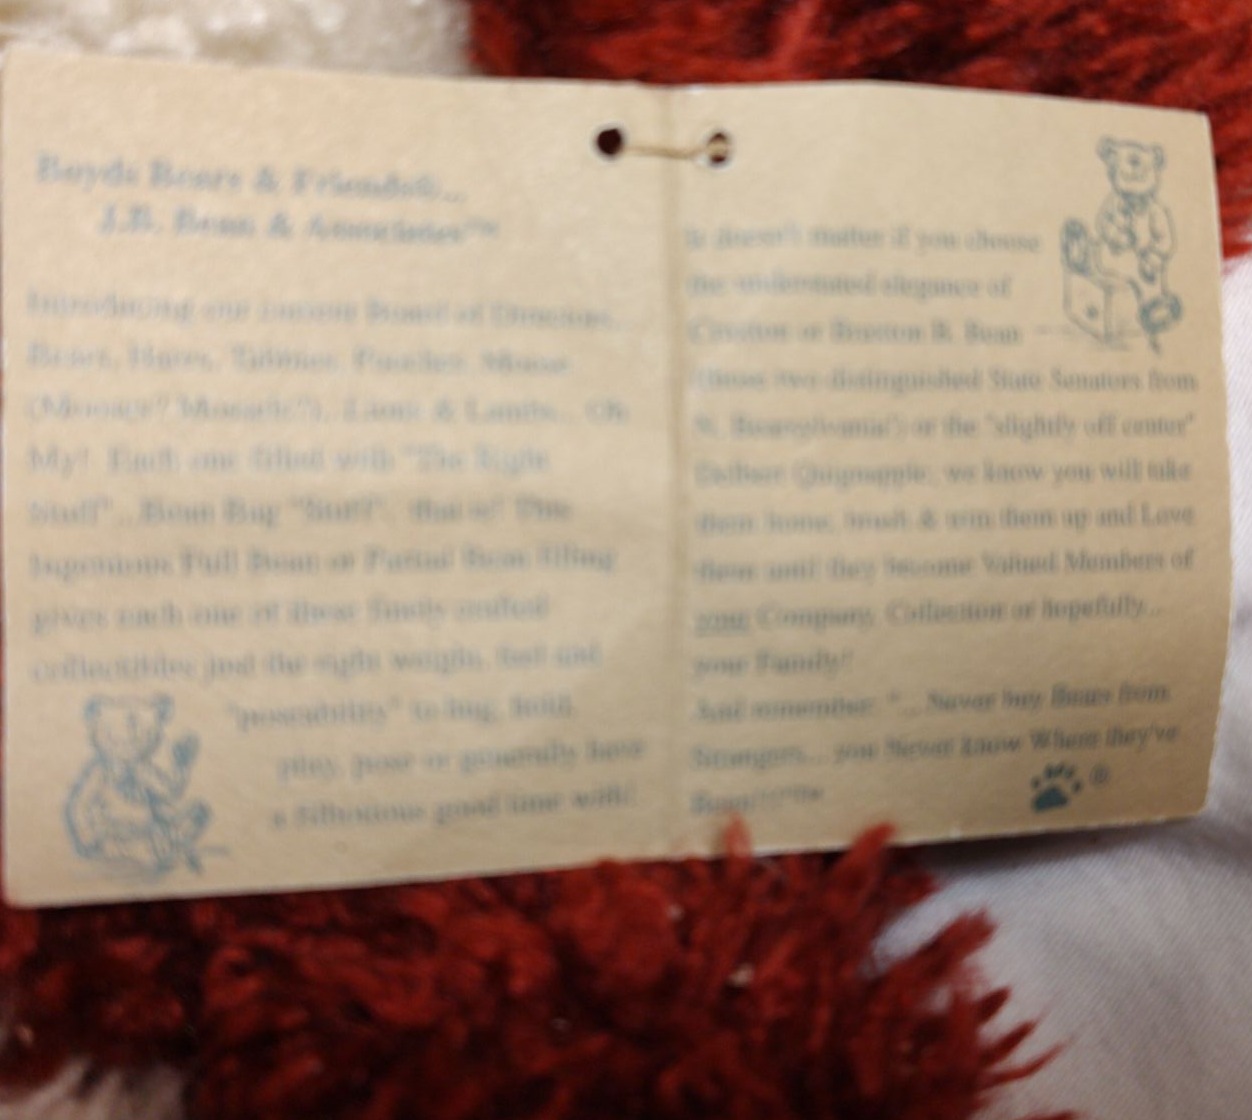 Boyds Bears & Friends®...
J.B. Bean & Associates™
Introducing our Board of Directors...
Bears, Hares, Tabbies, Pooches, Moose
Lions & Lambs... Oh
My! Each one filled with "The Right
Stuff"... Bean Bag "Stuff", that is! This
Ingenious Full Bean or Partial Bean filling
gives each one of these finely crafted
collectibles just the right weight, feel and
"poseability" to hug, hold,
play, pose or generally have
a good time with!
It doesn't matter if you choose
the understated elegance of
or Braxton B. Bean
(those two distinguished State Senators from
N. or the "slightly off center"
Delbert Quignapple, we know you will take
them home, brush & trim them up and Love
them until they become Valued Members of
your Company, Collection or hopefully...
your Family!
And remember "...Never buy Bears from
Strangers... you Never know Where they've
Been!!!"™
®